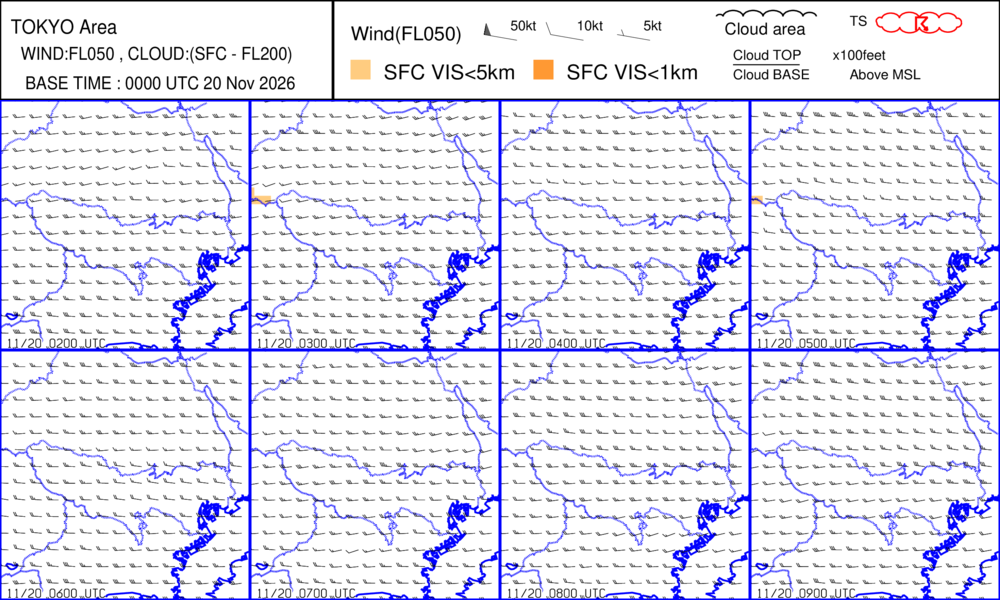 TOKYO Area
WIND:FL050 , CLOUD:(SFC - FL200)
BASE TIME : 0000 UTC 20 Nov 2026
Wind(FL050)
50kt
10kt
5kt
SFC VIS<5km
SFC VIS<1km
Cloud area
Cloud TOP
Cloud BASE
x100feet
Above MSL
TS
11/20 0200 UTC
11/20 0300 UTC
11/20 0400 UTC
11/20 0500 UTC
11/20 0600 UTC
11/20 0700 UTC
11/20 0800 UTC
11/20 0900 UTC